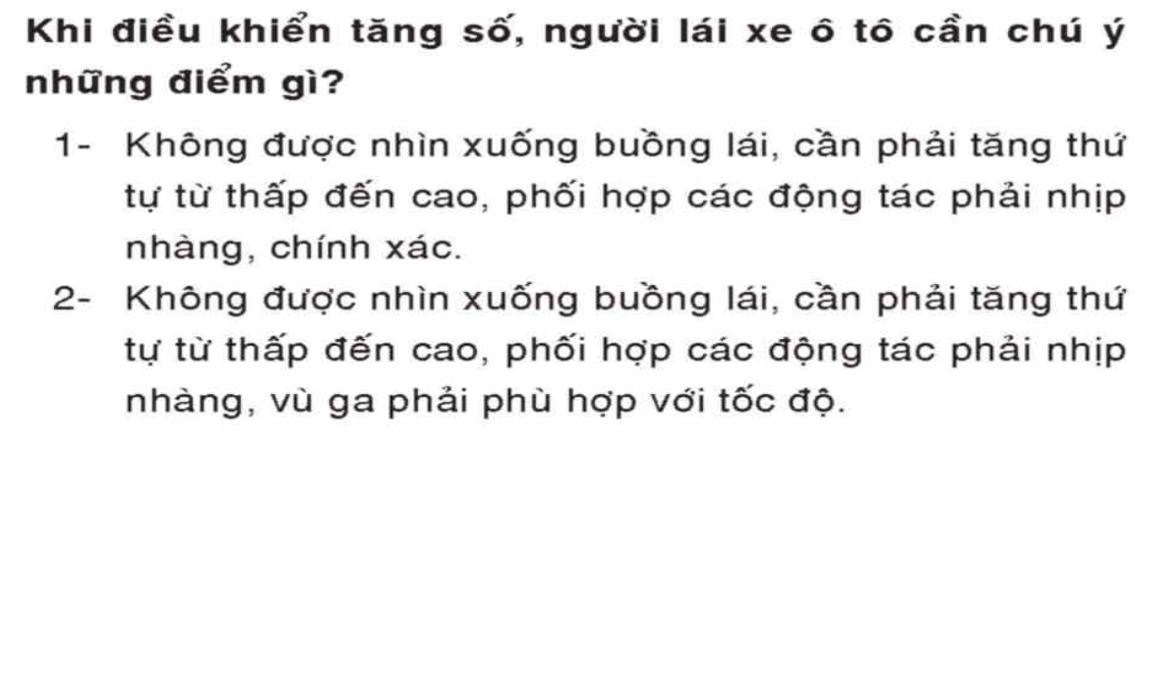 Khi điều khiển tăng số, người lái xe ô tô cần chú ý
những điểm gì?
1- Không được nhìn xuống buồng lái, cần phải tăng thứ
tự từ thấp đến cao, phối hợp các động tác phải nhịp
nhàng, chính xác.
2- Không được nhìn xuống buồng lái, cần phải tăng thứ
tự từ thấp đến cao, phối hợp các động tác phải nhịp
nhàng, vù ga phải phù hợp với tốc độ.